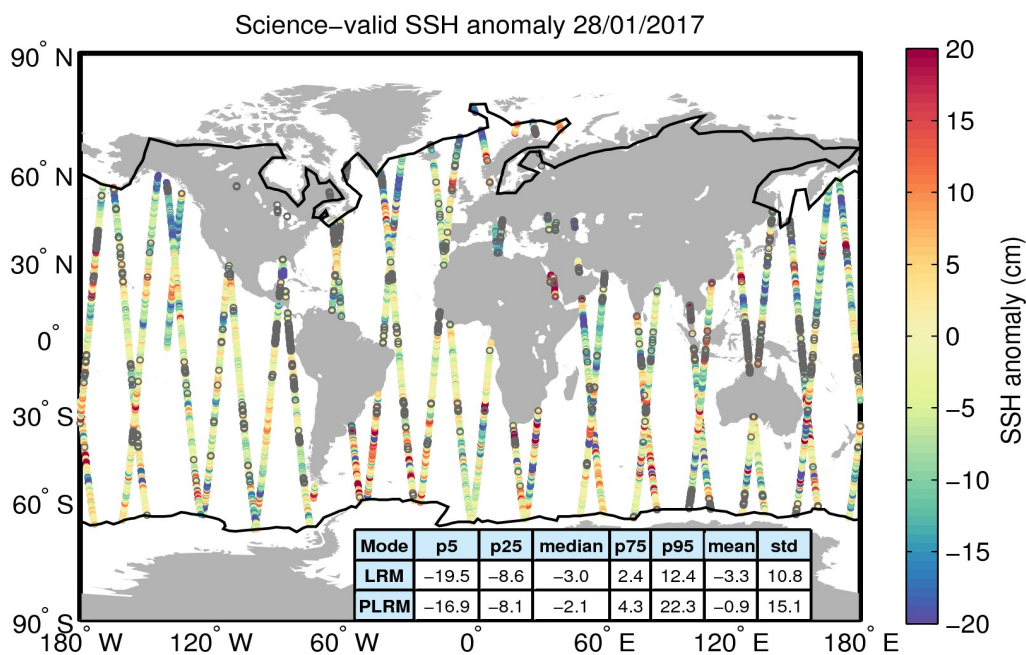 Science−valid SSH anomaly 28/01/2017
90° N
60° N
30° N
0°
30° S
60° S
90° S
180° W 120° W 60° W 0° 60° E 120° E 180° E
Mode p5 p25 median p75 p95 mean std
LRM −19.5 −8.6 −3.0 2.4 12.4 −3.3 10.8
PLRM −16.9 −8.1 −2.1 4.3 22.3 −0.9 15.1
20
15
10
5
0
−5
−10
−15
−20
SSH anomaly (cm)